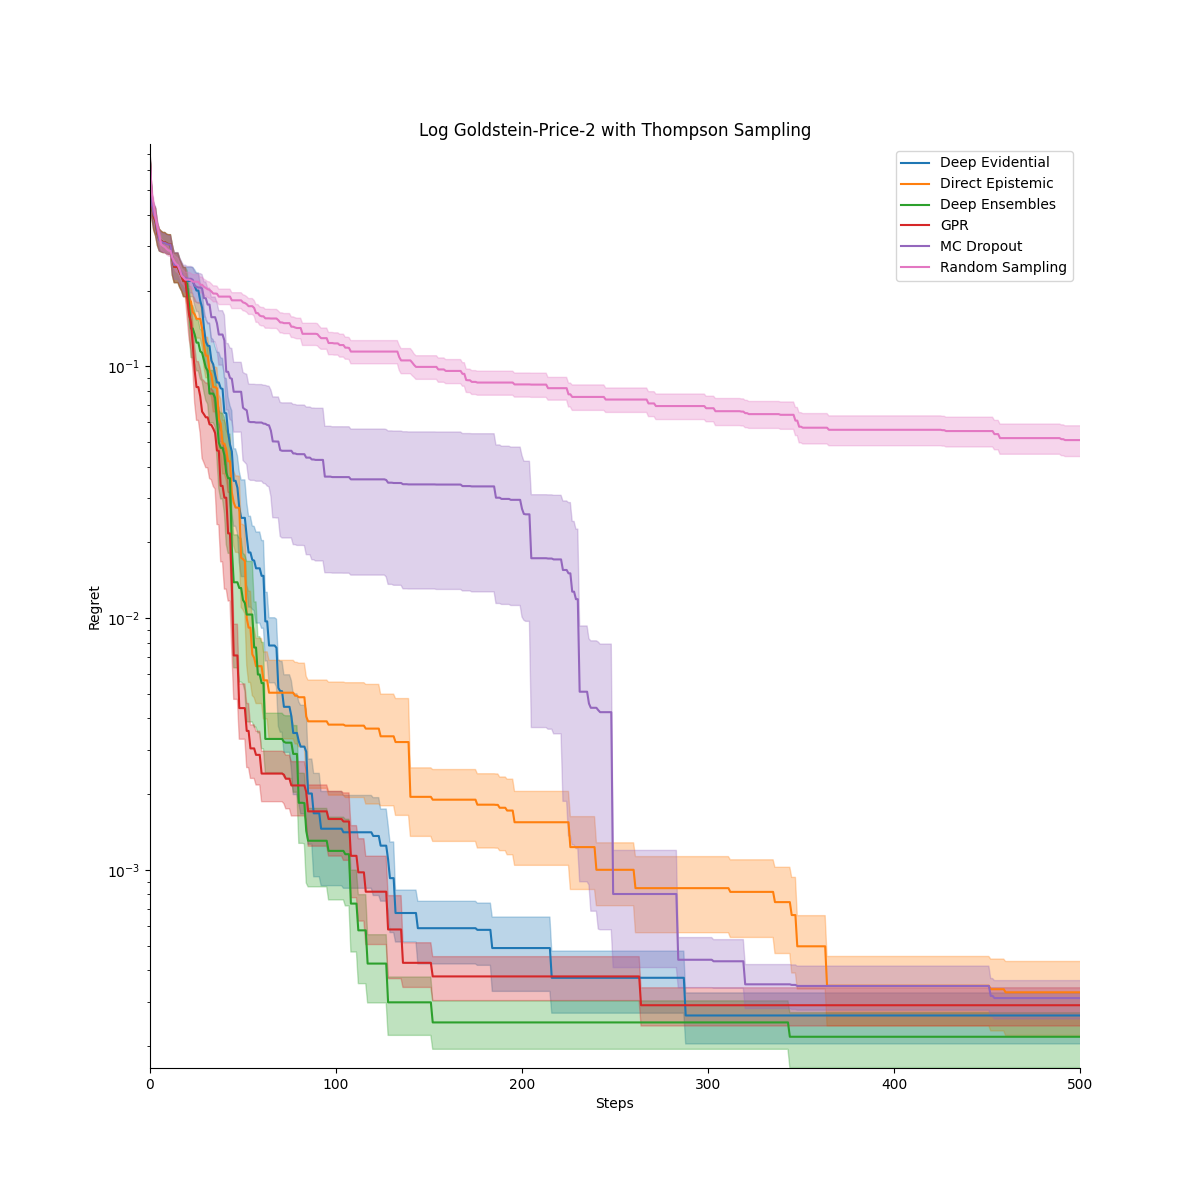 Log Goldstein-Price-2 with Thompson Sampling
Deep Evidential
Direct Epistemic
Deep Ensembles
GPR
MC Dropout
Random Sampling
Regret
10⁻¹
10⁻²
10⁻³
0 100 200 300 400 500
Steps